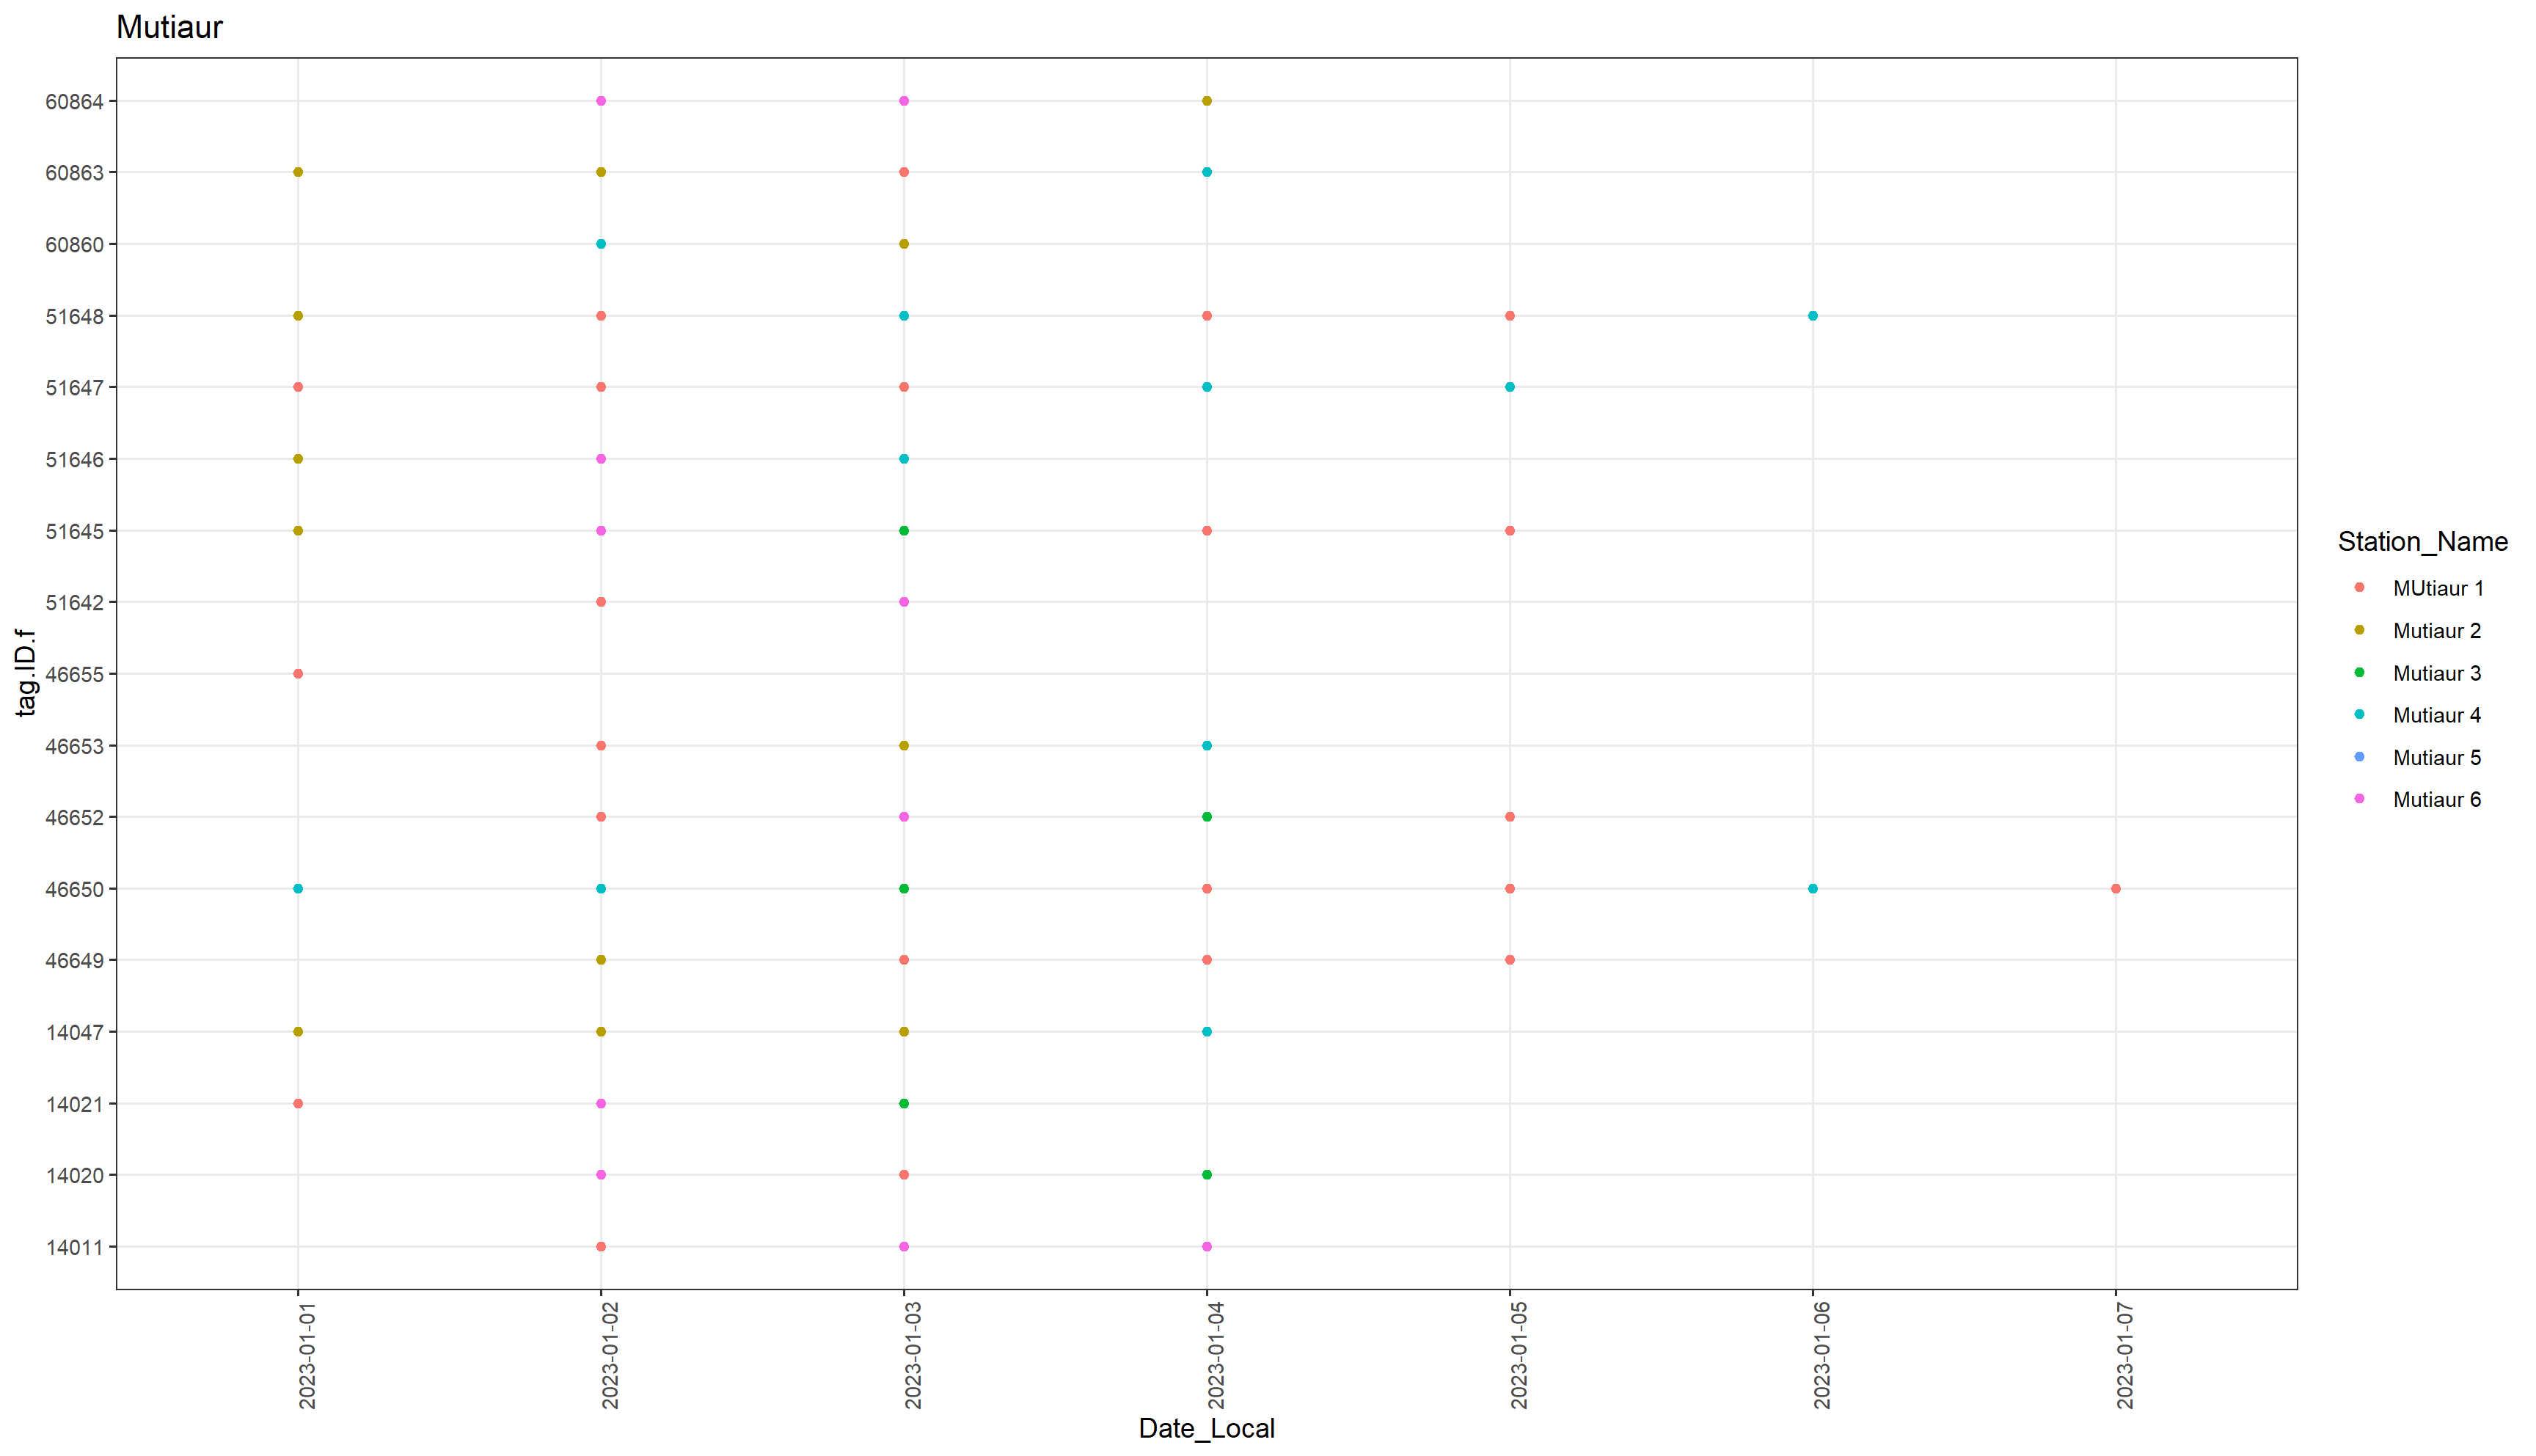 Mutiaur
60864
60863
60860
51648
51647
51646
51645
51642
46655
46653
46652
46650
46649
14047
14021
14020
14011
tag.ID.f
2023-01-01
2023-01-02
2023-01-03
2023-01-04
2023-01-05
2023-01-06
2023-01-07
Date_Local
Station_Name
MUtiaur 1
Mutiaur 2
Mutiaur 3
Mutiaur 4
Mutiaur 5
Mutiaur 6